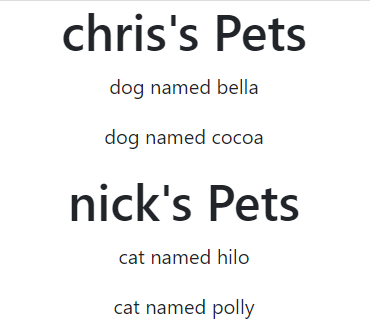 chris's Pets
dog named bella
dog named cocoa
nick's Pets
cat named hilo
cat named polly